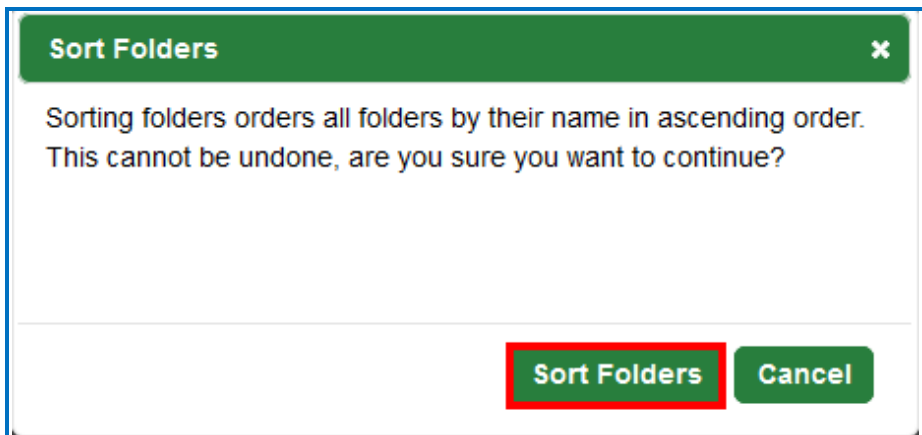 Sort Folders
Sorting folders orders all folders by their name in ascending order.
This cannot be undone, are you sure you want to continue?
Sort Folders Cancel